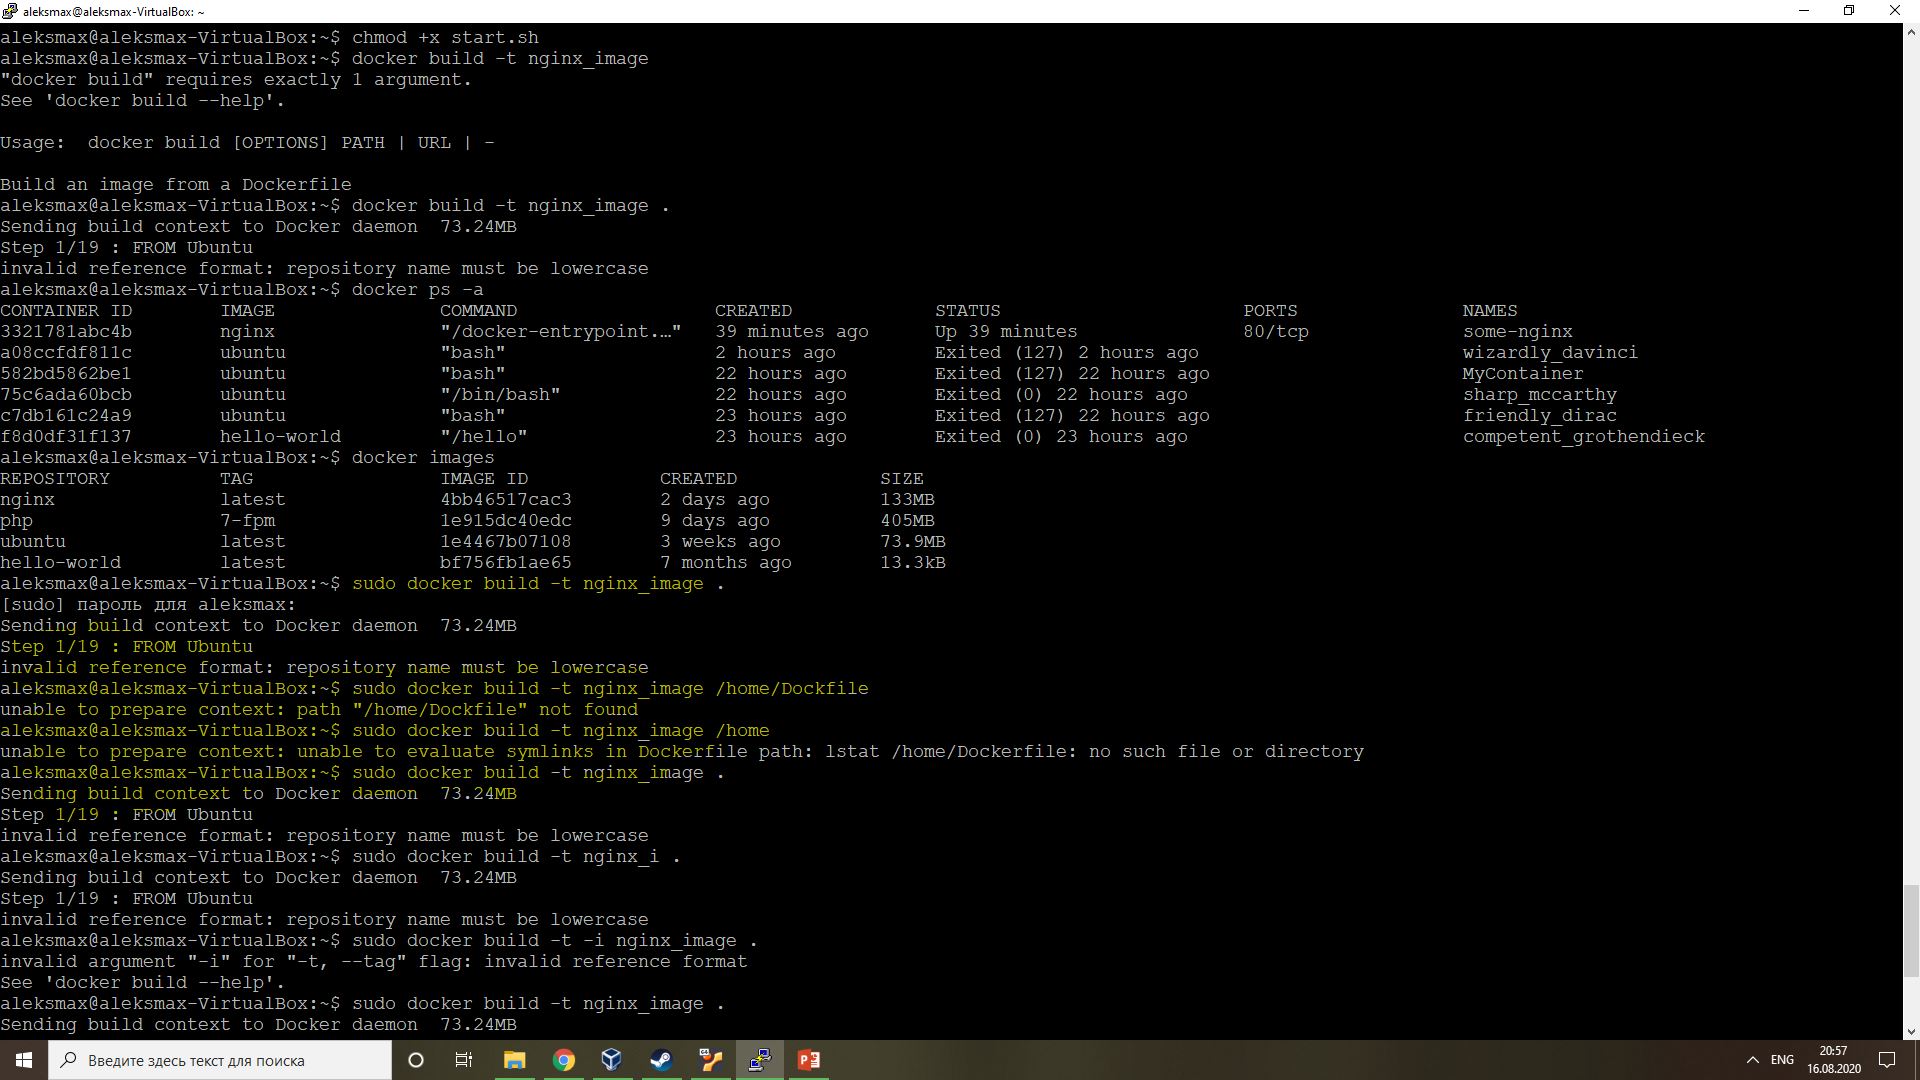 aleksmax@aleksmax-VirtualBox: ~
aleksmax@aleksmax-VirtualBox:~$ chmod +x start.sh
aleksmax@aleksmax-VirtualBox:~$ docker build -t nginx_image
"docker build" requires exactly 1 argument.
See 'docker build --help'.
Usage:  docker build [OPTIONS] PATH | URL | -
Build an image from a Dockerfile
aleksmax@aleksmax-VirtualBox:~$ docker build -t nginx_image .
Sending build context to Docker daemon  73.24MB
Step 1/19 : FROM Ubuntu
invalid reference format: repository name must be lowercase
aleksmax@aleksmax-VirtualBox:~$ docker ps -a
CONTAINER ID        IMAGE               COMMAND                  CREATED             STATUS                      PORTS               NAMES
3321781abc4b        nginx               "/docker-entrypoint.…"   39 minutes ago      Up 39 minutes               80/tcp              some-nginx
a08ccfdf811c        ubuntu              "bash"                   2 hours ago         Exited (127) 2 hours ago                        wizardly_davinci
582bd5862be1        ubuntu              "bash"                   22 hours ago        Exited (127) 22 hours ago                       MyContainer
75c6ada60bcb        ubuntu              "/bin/bash"              22 hours ago        Exited (0) 22 hours ago                         sharp_mccarthy
c7db161c24a9        ubuntu              "bash"                   23 hours ago        Exited (127) 22 hours ago                       friendly_dirac
f8d0df31f137        hello-world         "/hello"                 23 hours ago        Exited (0) 23 hours ago                         competent_grothendieck
aleksmax@aleksmax-VirtualBox:~$ docker images
REPOSITORY          TAG                 IMAGE ID            CREATED             SIZE
nginx               latest              4bb46517cac3        2 days ago          133MB
php                 7-fpm               1e915dc40edc        9 days ago          405MB
ubuntu              latest              1e4467b07108        3 weeks ago         73.9MB
hello-world         latest              bf756fb1ae65        7 months ago        13.3kB
aleksmax@aleksmax-VirtualBox:~$ sudo docker build -t nginx_image .
[sudo] пароль для aleksmax:
Sending build context to Docker daemon  73.24MB
Step 1/19 : FROM Ubuntu
invalid reference format: repository name must be lowercase
aleksmax@aleksmax-VirtualBox:~$ sudo docker build -t nginx_image /home/Dockfile
unable to prepare context: path "/home/Dockfile" not found
aleksmax@aleksmax-VirtualBox:~$ sudo docker build -t nginx_image /home
unable to prepare context: unable to evaluate symlinks in Dockerfile path: lstat /home/Dockerfile: no such file or directory
aleksmax@aleksmax-VirtualBox:~$ sudo docker build -t nginx_image .
Sending build context to Docker daemon  73.24MB
Step 1/19 : FROM Ubuntu
invalid reference format: repository name must be lowercase
aleksmax@aleksmax-VirtualBox:~$ sudo docker build -t nginx_i .
Sending build context to Docker daemon  73.24MB
Step 1/19 : FROM Ubuntu
invalid reference format: repository name must be lowercase
aleksmax@aleksmax-VirtualBox:~$ sudo docker build -t -i nginx_image .
invalid argument "-i" for "-t, --tag" flag: invalid reference format
See 'docker build --help'.
aleksmax@aleksmax-VirtualBox:~$ sudo docker build -t nginx_image .
Sending build context to Docker daemon  73.24MB
Введите здесь текст для поиска
ENG
20:57
16.08.2020